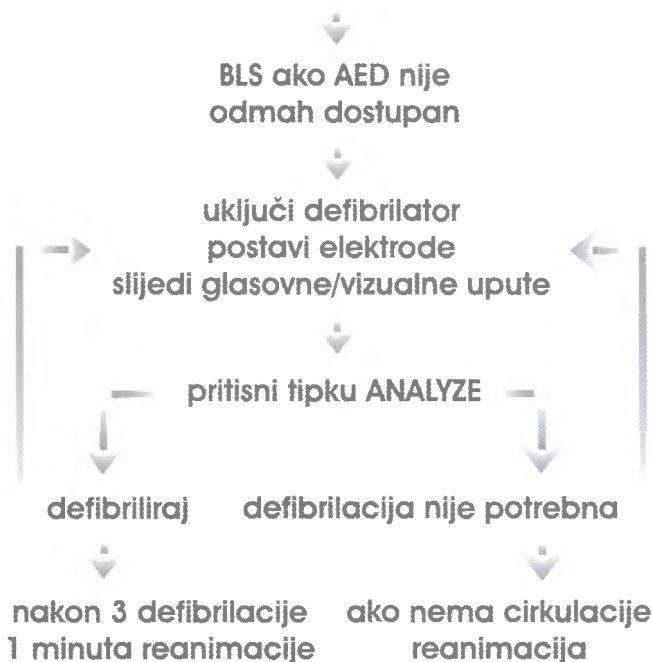 BLS ako AED nije
odmah dostupan
uključi defibrilator
postavi elektrode
slijedi glasovne/vizualne upute
pritisni tipku ANALYZE
defibriliraj
defibrilacija nije potrebna
nakon 3 defibrilacije
1 minuta reanimacije
ako nema cirkulacije
reanimacija